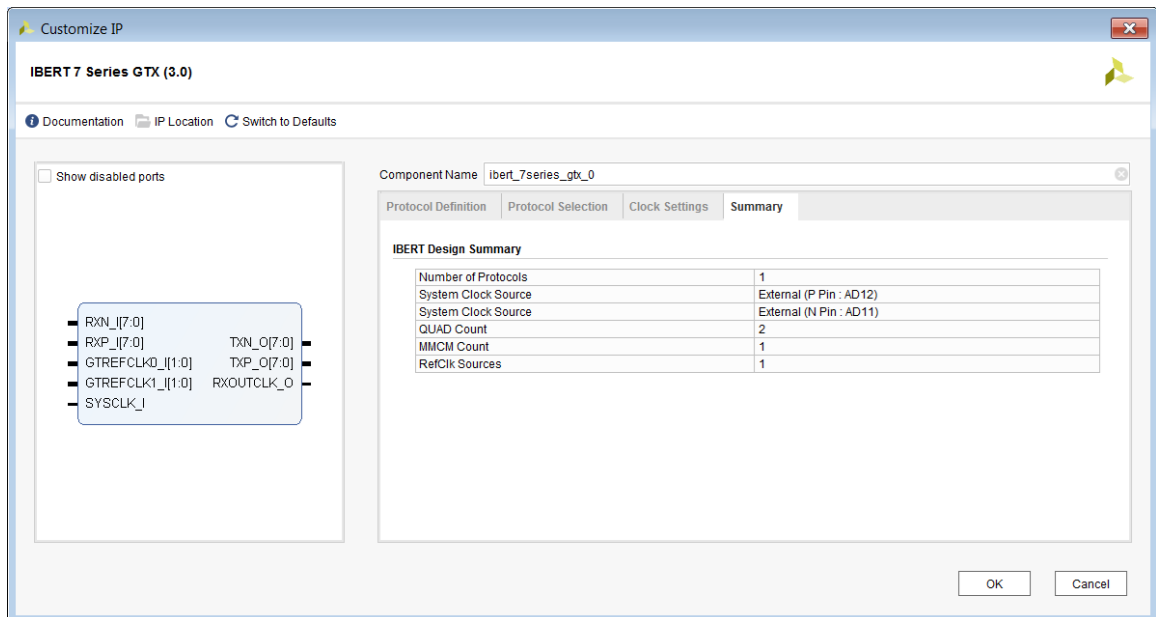 Customize IP
IBERT 7 Series GTX (3.0)
Documentation IP Location Switch to Defaults
Show disabled ports
RXN_I[7:0]
RXP_I[7:0] TXN_O[7:0]
GTREFCLK0_I[1:0] TXP_O[7:0]
GTREFCLK1_I[1:0] RXOUTCLK_O
SYSCLK_I
Component Name ibert_7series_gtx_0
Protocol Definition Protocol Selection Clock Settings Summary
IBERT Design Summary
Number of Protocols 1
System Clock Source External (P Pin : AD12)
System Clock Source External (N Pin : AD11)
QUAD Count 2
MMCM Count 1
RefClk Sources 1
OK Cancel